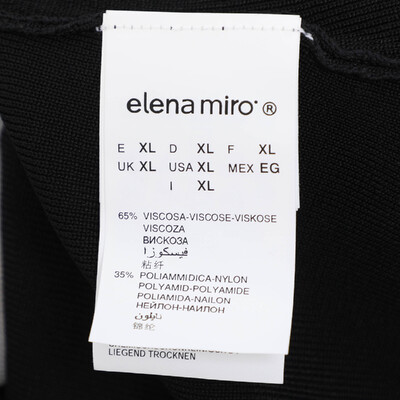 elena miro ®
E XL D XL F XL
UK XL USA XL MEX EG
I XL
65% VISCOSA-VISCOSE-VISKOSE
VISCOZA
ВИСКОЗА
فيسكوزا
粘纤
35% POLIAMMIDICA-NYLON
POLYAMID-POLYAMIDE
POLIAMIDA-NAILON
НЕЙЛОН-НАИЛОН
نايلون
锦纶
LIEGEND TROCKNEN